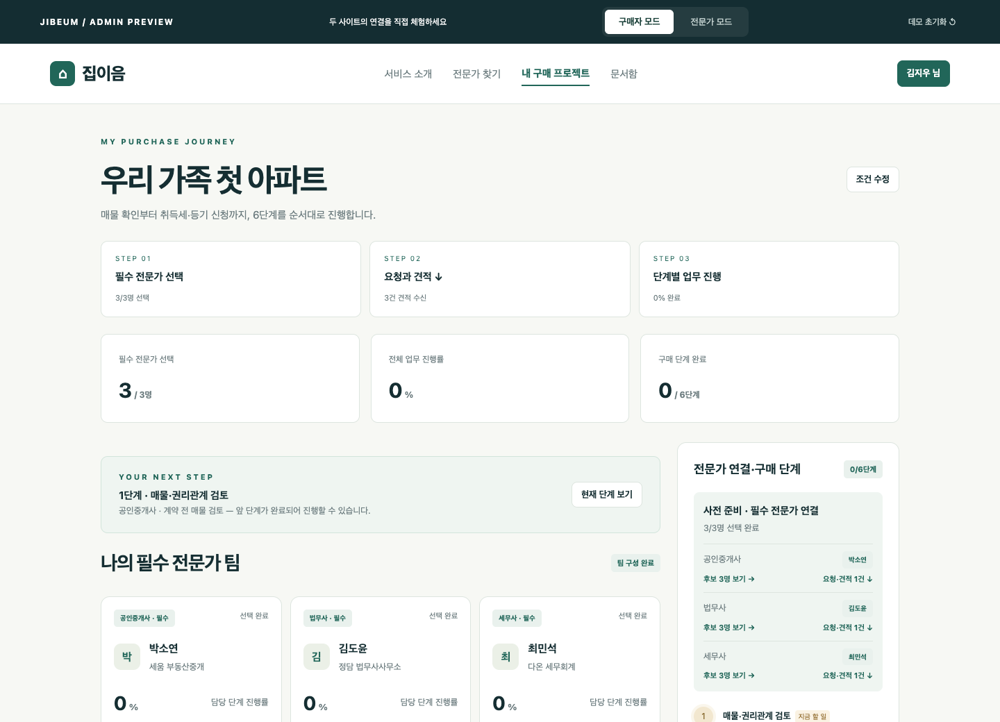 JIBEUM / ADMIN PREVIEW
두 사이트의 연결을 직접 체험하세요
구매자 모드
전문가 모드
데모 초기화 ↺
집이음
서비스 소개
전문가 찾기
내 구매 프로젝트
문서함
김지우 님
MY PURCHASE JOURNEY
우리 가족 첫 아파트
조건 수정
매물 확인부터 취득세·등기 신청까지, 6단계를 순서대로 진행합니다.
STEP 01
필수 전문가 선택
3/3명 선택
STEP 02
요청과 견적 ↓
3건 견적 수신
STEP 03
단계별 업무 진행
0% 완료
필수 전문가 선택
3 / 3명
전체 업무 진행률
0 %
구매 단계 완료
0 / 6단계
YOUR NEXT STEP
1단계 · 매물·권리관계 검토
공인중개사 · 계약 전 매물 검토 — 앞 단계가 완료되어 진행할 수 있습니다.
현재 단계 보기
나의 필수 전문가 팀
팀 구성 완료
공인중개사 · 필수
선택 완료
박
박소연
세움 부동산중개
0 %
담당 단계 진행률
법무사 · 필수
선택 완료
김
김도윤
정담 법무사사무소
0 %
담당 단계 진행률
세무사 · 필수
선택 완료
최
최민석
다온 세무회계
0 %
담당 단계 진행률
전문가 연결·구매 단계
0/6단계
사전 준비 · 필수 전문가 연결
3/3명 선택 완료
공인중개사
박소연
후보 3명 보기 →
요청·견적 1건 ↓
법무사
김도윤
후보 3명 보기 →
요청·견적 1건 ↓
세무사
최민석
후보 3명 보기 →
요청·견적 1건 ↓
1
매물·권리관계 검토
지금 할 일